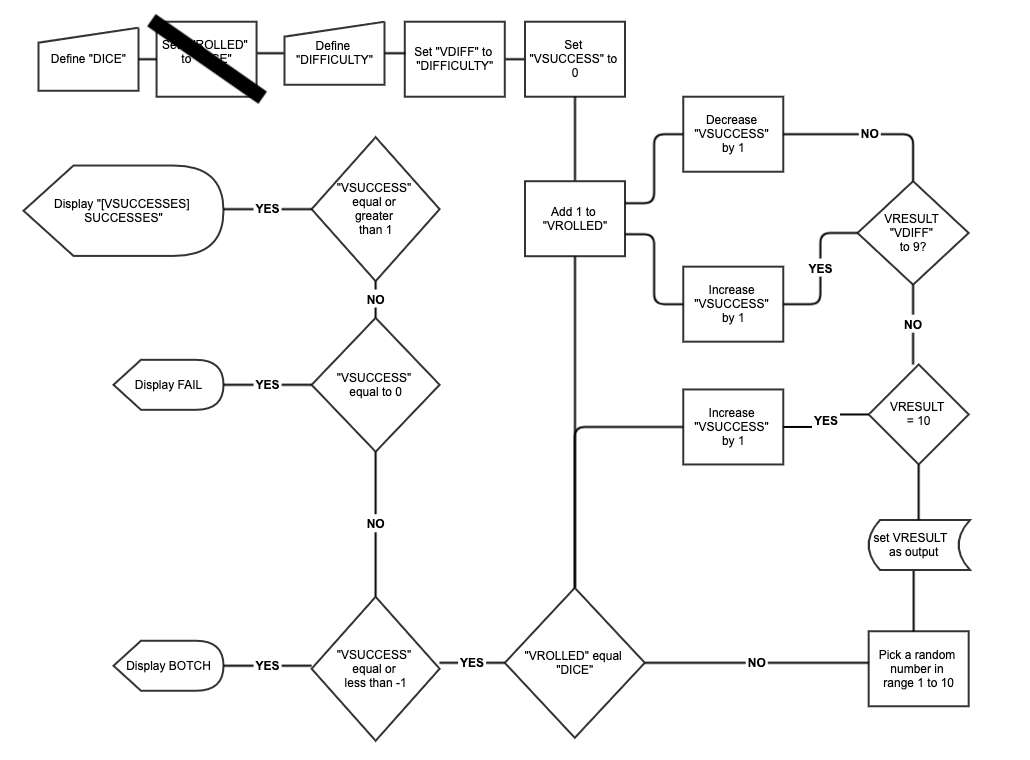 Define "DICE"
Set
ROLLED"
to
Define
"DIFFICULTY"
Set "VDIFF" to
"DIFFICULTY"
Set
"VSUCCESS" to
0
Decrease
"VSUCCESS"
by 1
NO
Display "[VSUCCESSES]
SUCCESSES"
YES
"VSUCCESS"
equal or
greater
than 1
Add 1 to
"VROLLED"
VRESULT
"VDIFF"
to 9?
YES
Increase
"VSUCCESS"
by 1
NO
NO
Display FAIL
YES
"VSUCCESS"
equal to 0
Increase
"VSUCCESS"
by 1
YES
VRESULT
= 10
NO
set VRESULT
as output
Display BOTCH
YES
"VSUCCESS"
equal or
less than -1
YES
"VROLLED" equal
"DICE"
NO
Pick a random
number in
range 1 to 10